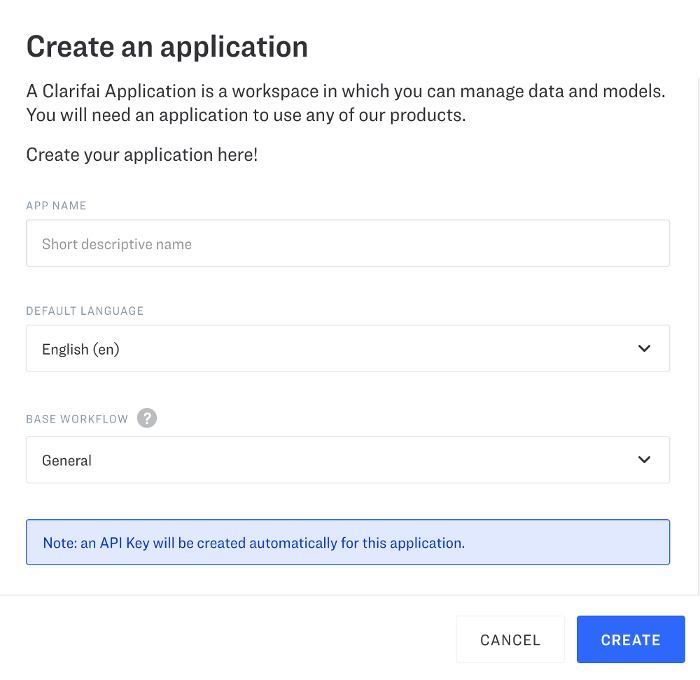 Create an application
A Clarifai Application is a workspace in which you can manage data and models.
You will need an application to use any of our products.
Create your application here!
APP NAME
Short descriptive name
DEFAULT LANGUAGE
English (en)
BASE WORKFLOW ?
General
Note: an API Key will be created automatically for this application.
CANCEL CREATE